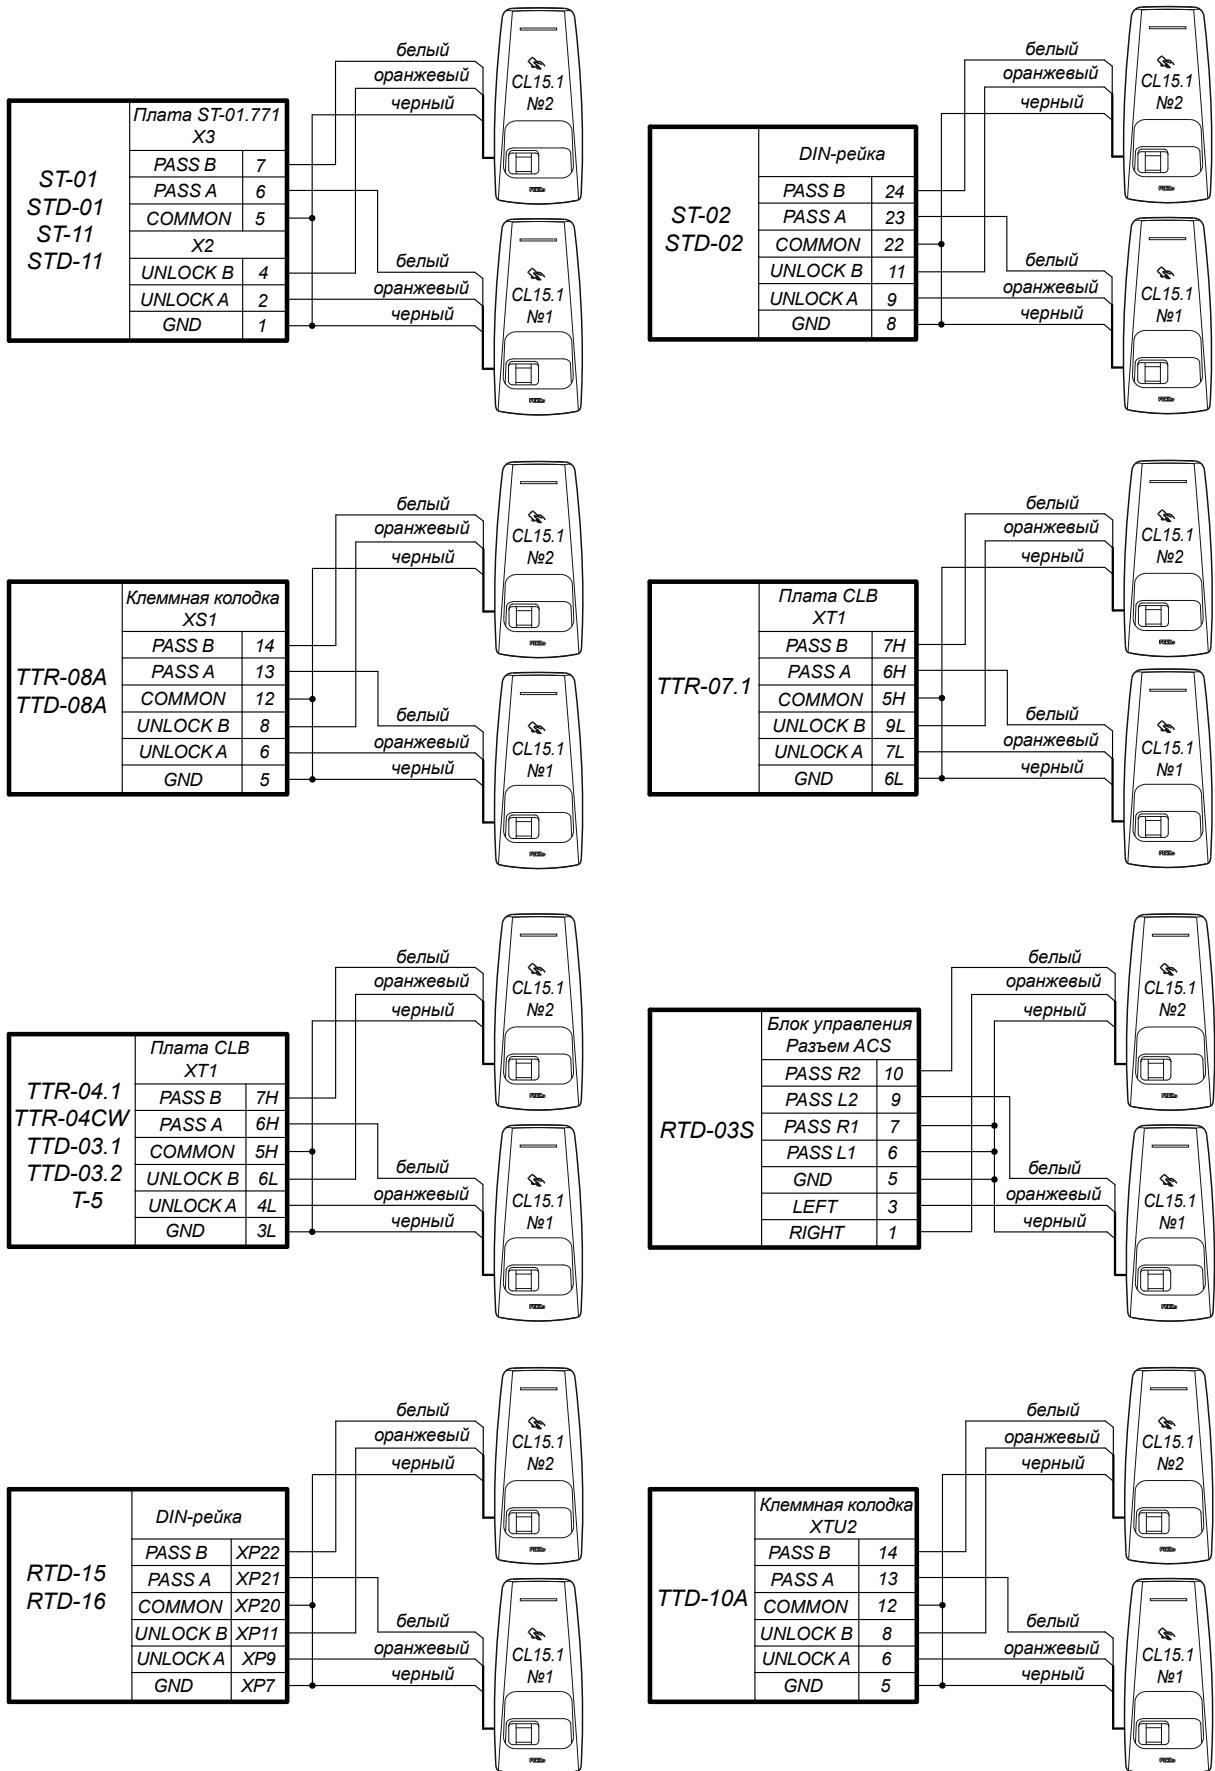 белый
оранжевый
черный
CL15.1
№2
Плата ST-01.771
X3
ST-01
STD-01
ST-11
STD-11
PASS B 7
PASS A 6
COMMON 5
X2
UNLOCK B 4
UNLOCK A 2
GND 1
белый
оранжевый
черный
CL15.1
№1
белый
оранжевый
черный
CL15.1
№2
DIN-рейка
ST-02
STD-02
PASS B 24
PASS A 23
COMMON 22
UNLOCK B 11
UNLOCK A 9
GND 8
белый
оранжевый
черный
CL15.1
№1
белый
оранжевый
черный
CL15.1
№2
Клеммная колодка
XS1
TTR-08A
TTD-08A
PASS B 14
PASS A 13
COMMON 12
UNLOCK B 8
UNLOCK A 6
GND 5
белый
оранжевый
черный
CL15.1
№1
белый
оранжевый
черный
CL15.1
№2
Плата CLB
XT1
TTR-07.1
PASS B 7H
PASS A 6H
COMMON 5H
UNLOCK B 9L
UNLOCK A 7L
GND 6L
белый
оранжевый
черный
CL15.1
№1
белый
оранжевый
черный
CL15.1
№2
Плата CLB
XT1
TTR-04.1
TTR-04CW
TTD-03.1
TTD-03.2
T-5
PASS B 7H
PASS A 6H
COMMON 5H
UNLOCK B 6L
UNLOCK A 4L
GND 3L
белый
оранжевый
черный
CL15.1
№1
белый
оранжевый
черный
CL15.1
№2
Блок управления
Разъем ACS
RTD-03S
PASS R2 10
PASS L2 9
PASS R1 7
PASS L1 6
GND 5
LEFT 3
RIGHT 1
белый
оранжевый
черный
CL15.1
№1
белый
оранжевый
черный
CL15.1
№2
DIN-рейка
RTD-15
RTD-16
PASS B XP22
PASS A XP21
COMMON XP20
UNLOCK B XP11
UNLOCK A XP9
GND XP7
белый
оранжевый
черный
CL15.1
№1
белый
оранжевый
черный
CL15.1
№2
Клеммная колодка
XTU2
TTD-10A
PASS B 14
PASS A 13
COMMON 12
UNLOCK B 8
UNLOCK A 6
GND 5
белый
оранжевый
черный
CL15.1
№1